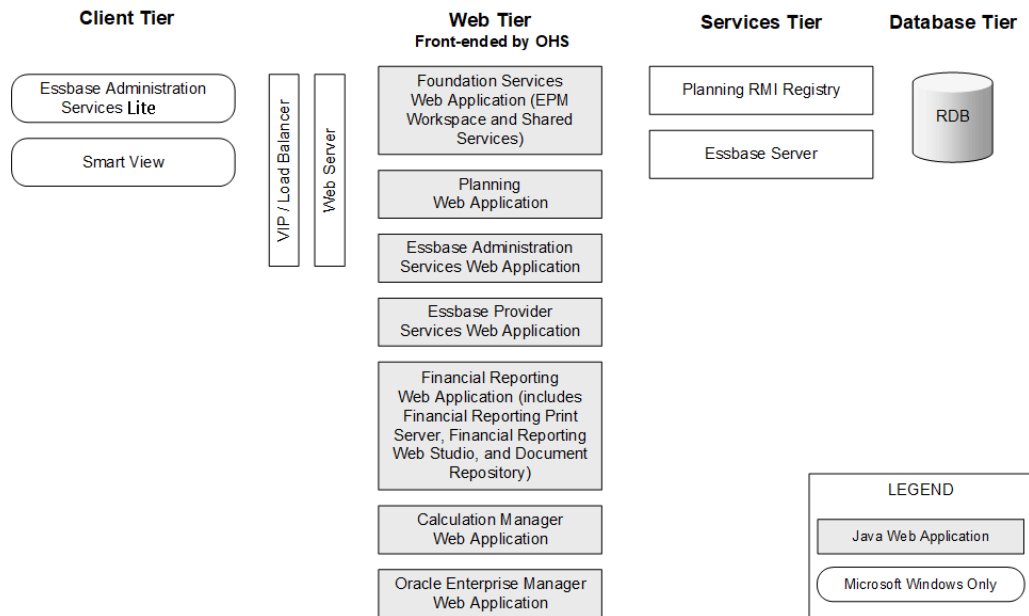 Client Tier
Essbase Administration
Services Lite
Smart View
VIP / Load Balancer
Web Server
Web Tier
Front-ended by OHS
Foundation Services
Web Application (EPM
Workspace and Shared
Services)
Planning
Web Application
Essbase Administration
Services Web Application
Essbase Provider
Services Web Application
Financial Reporting
Web Application (includes
Financial Reporting Print
Server, Financial Reporting
Web Studio, and Document
Repository)
Calculation Manager
Web Application
Oracle Enterprise Manager
Web Application
Services Tier
Planning RMI Registry
Essbase Server
Database Tier
RDB
LEGEND
Java Web Application
Microsoft Windows Only